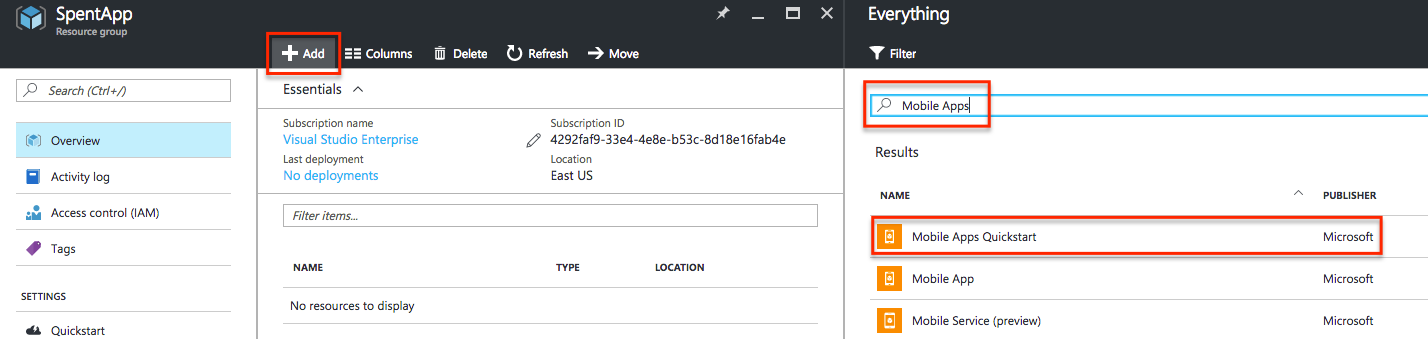 SpentApp
Resource group
Search (Ctrl+/)
Overview
Activity log
Access control (IAM)
Tags
SETTINGS
Quickstart
Add Columns Delete Refresh Move
Essentials
Subscription name
Visual Studio Enterprise
Subscription ID
4292faf9-33e4-4e8e-b53c-8d18e16fab4e
Last deployment
No deployments
Location
East US
Filter items...
NAME TYPE LOCATION
No resources to display
Everything
Filter
Mobile Apps
Results
NAME PUBLISHER
Mobile Apps Quickstart Microsoft
Mobile App Microsoft
Mobile Service (preview) Microsoft